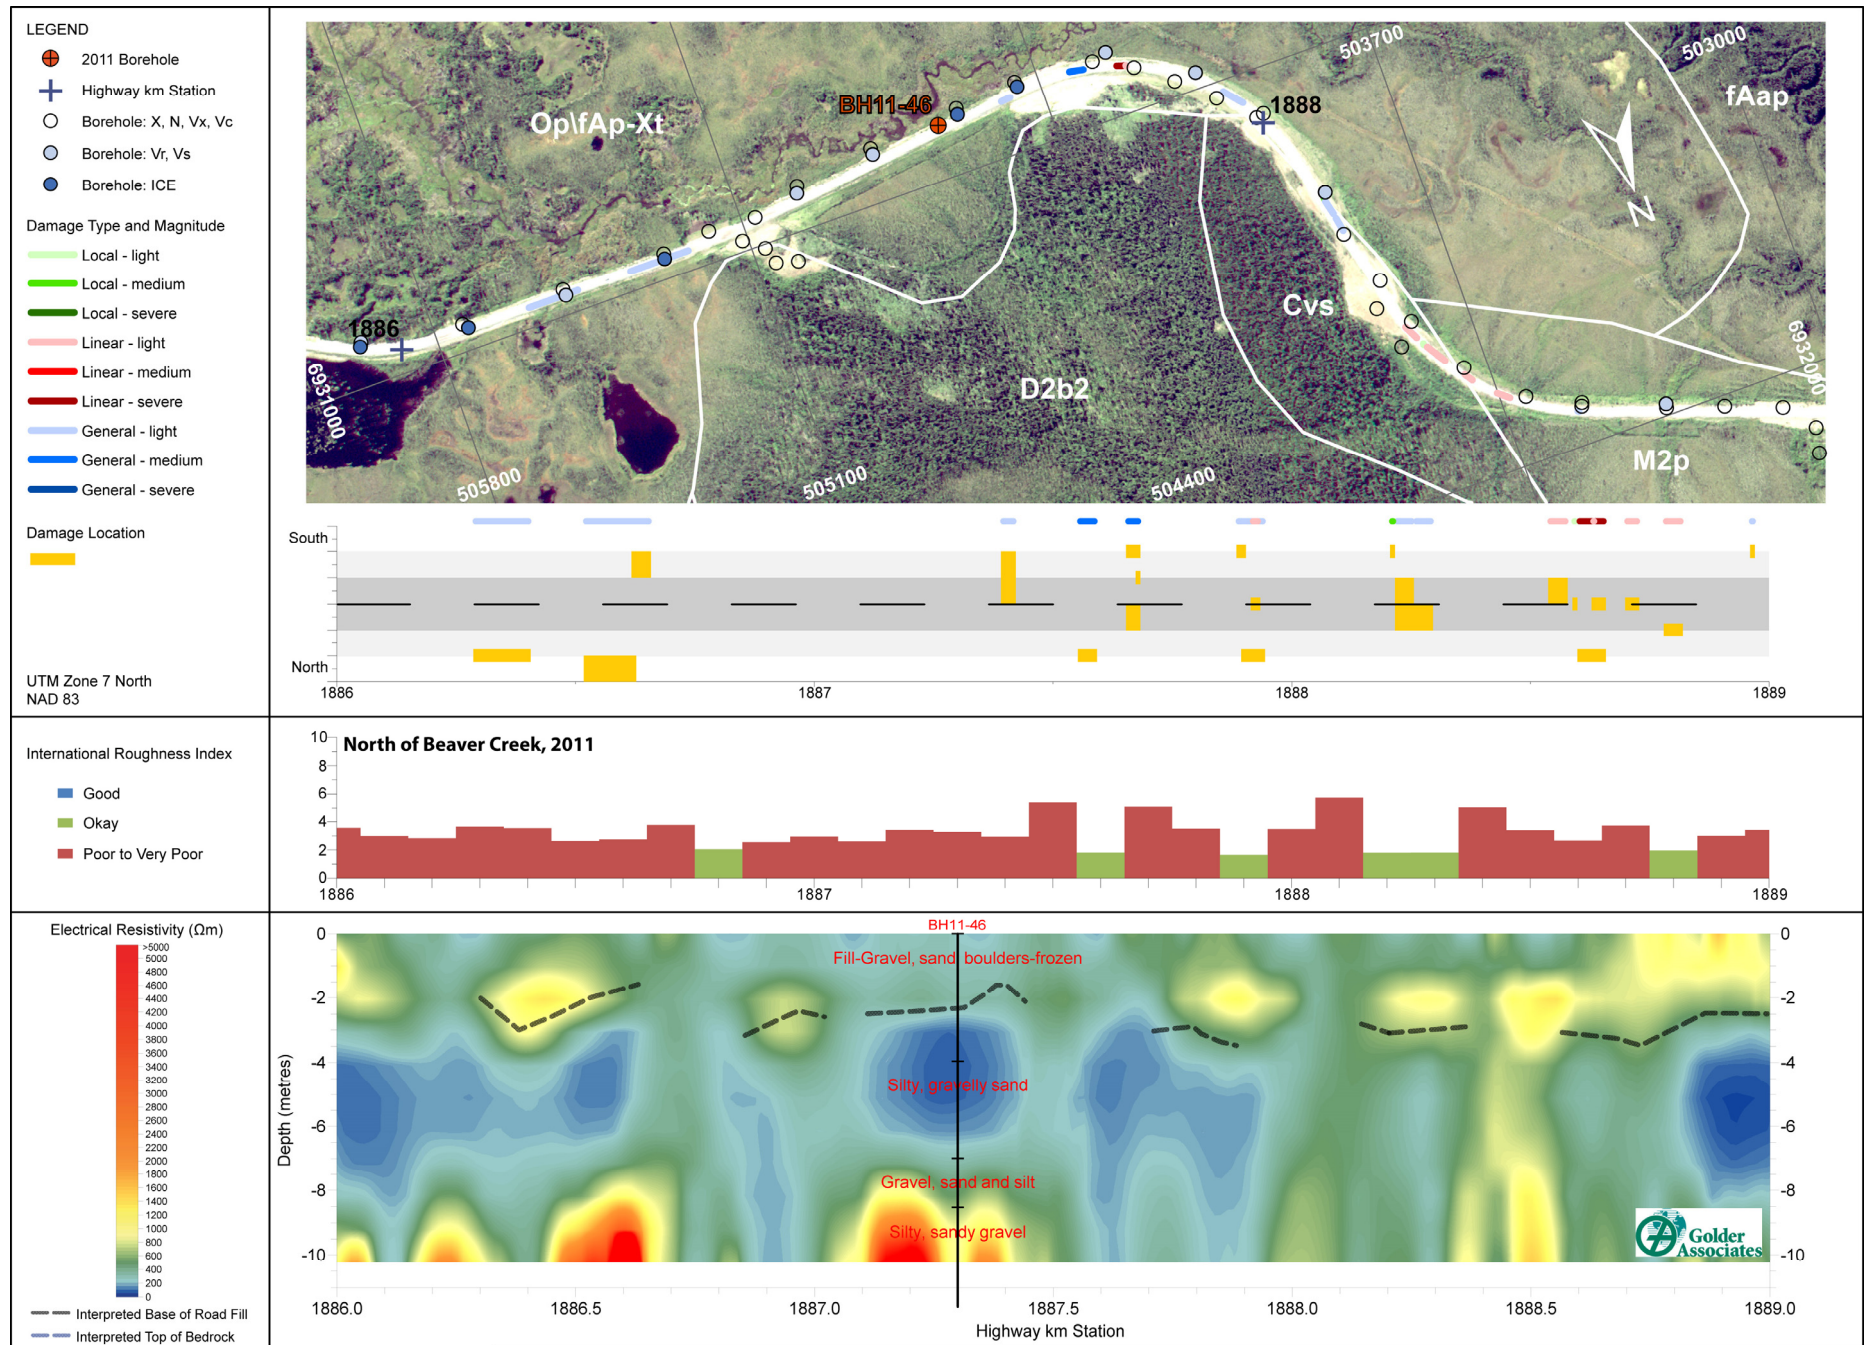 LEGEND
2011 Borehole
Highway km Station
Borehole: X, N, Vx, Vc
Borehole: Vr, Vs
Borehole: ICE
Damage Type and Magnitude
Local - light
Local - medium
Local - severe
Linear - light
Linear - medium
Linear - severe
General - light
General - medium
General - severe
Damage Location
UTM Zone 7 North
NAD 83
503700
503000
fAap
BH11-46
Op\fAp-Xt
1888
N
1886
Cvs
6931000
6932000
D2b2
M2p
505800
505100
504400
South
North
1886
1887
1888
1889
International Roughness Index
Good
Okay
Poor to Very Poor
North of Beaver Creek, 2011
10
8
6
4
2
0
1886
1887
1888
1889
Electrical Resistivity (Ωm)
>5000
5000
4800
4600
4400
4200
4000
3800
3600
3400
3200
3000
2800
2600
2400
2200
2000
1800
1600
1400
1200
1000
800
600
400
200
0
Interpreted Base of Road Fill
Interpreted Top of Bedrock
Depth (metres)
0
-2
-4
-6
-8
-10
BH11-46
Fill-Gravel, sand, boulders-frozen
Silty, gravelly sand
Gravel, sand and silt
Silty, sandy gravel
0
-2
-4
-6
-8
-10
Golder
Associates
1886.0
1886.5
1887.0
1887.5
1888.0
1888.5
1889.0
Highway km Station